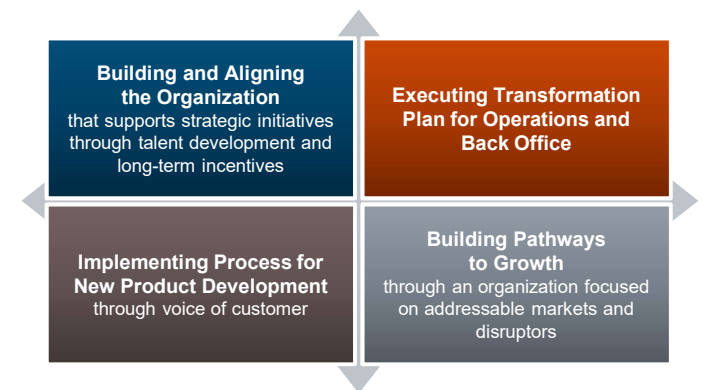 Building and Aligning
the Organization
that supports strategic initiatives
through talent development and
long-term incentives
Executing Transformation
Plan for Operations and
Back Office
Implementing Process for
New Product Development
through voice of customer
Building Pathways
to Growth
through an organization focused
on addressable markets and
disruptors